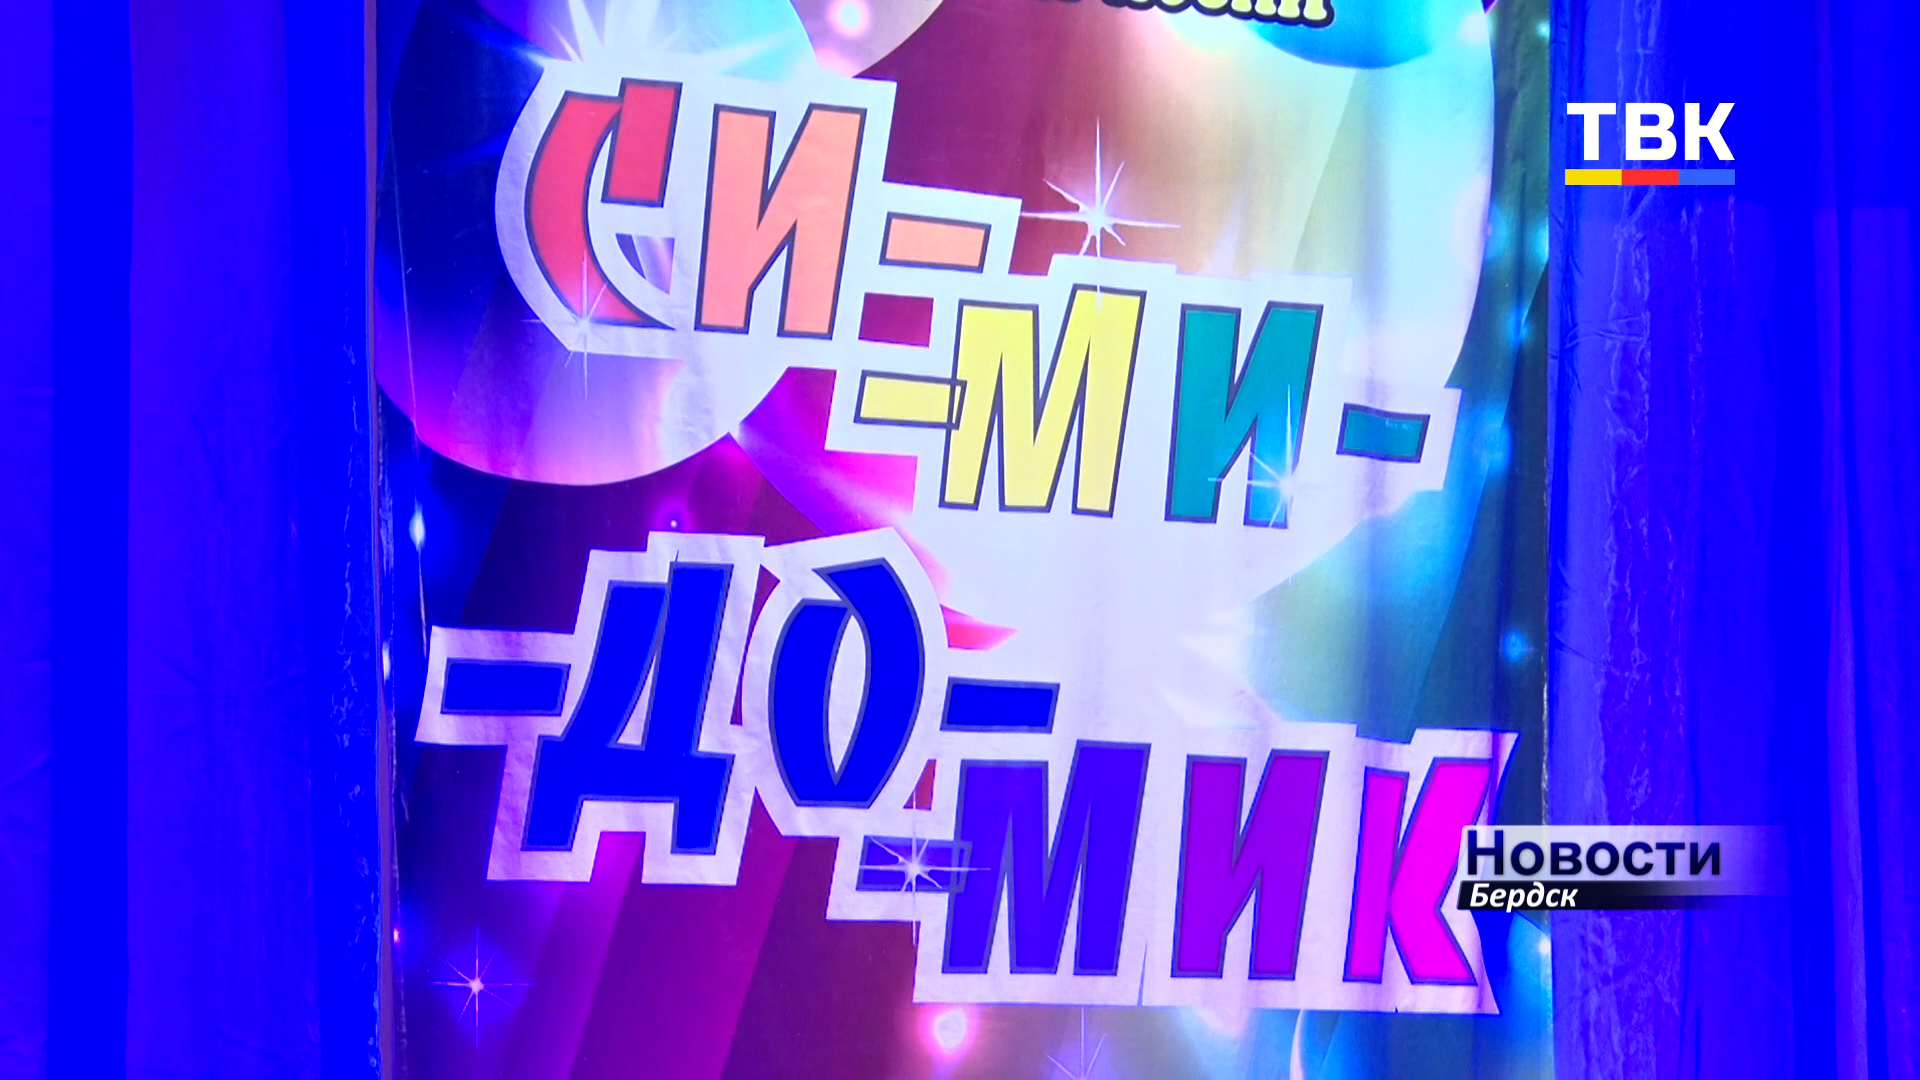 СИ-
-МИ-
-ДО-
-МИК
ТВК
Новости
Бердск